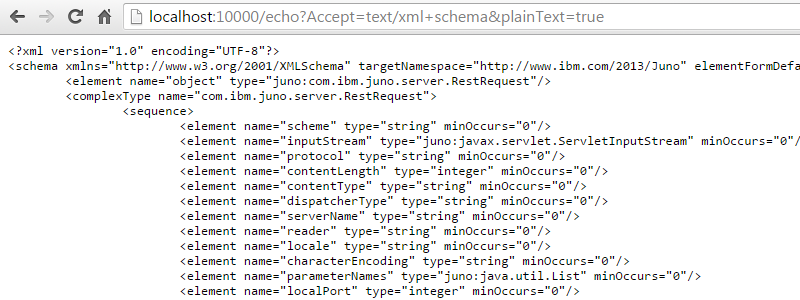 localhost:10000/echo?Accept=text/xml+schema&plainText=true
<?xml version="1.0" encoding="UTF-8"?>
<schema xmlns="http://www.w3.org/2001/XMLSchema" targetNamespace="http://www.ibm.com/2013/Juno" elementFormDefa
<element name="object" type="juno:com.ibm.juno.server.RestRequest"/>
<complexType name="com.ibm.juno.server.RestRequest">
<sequence>
<element name="scheme" type="string" minOccurs="0"/>
<element name="inputStream" type="juno:javax.servlet.ServletInputStream" minOccurs="0"/
<element name="protocol" type="string" minOccurs="0"/>
<element name="contentLength" type="integer" minOccurs="0"/>
<element name="contentType" type="string" minOccurs="0"/>
<element name="dispatcherType" type="string" minOccurs="0"/>
<element name="serverName" type="string" minOccurs="0"/>
<element name="reader" type="string" minOccurs="0"/>
<element name="locale" type="string" minOccurs="0"/>
<element name="characterEncoding" type="string" minOccurs="0"/>
<element name="parameterNames" type="juno:java.util.List" minOccurs="0"/>
<element name="localPort" type="integer" minOccurs="0"/>